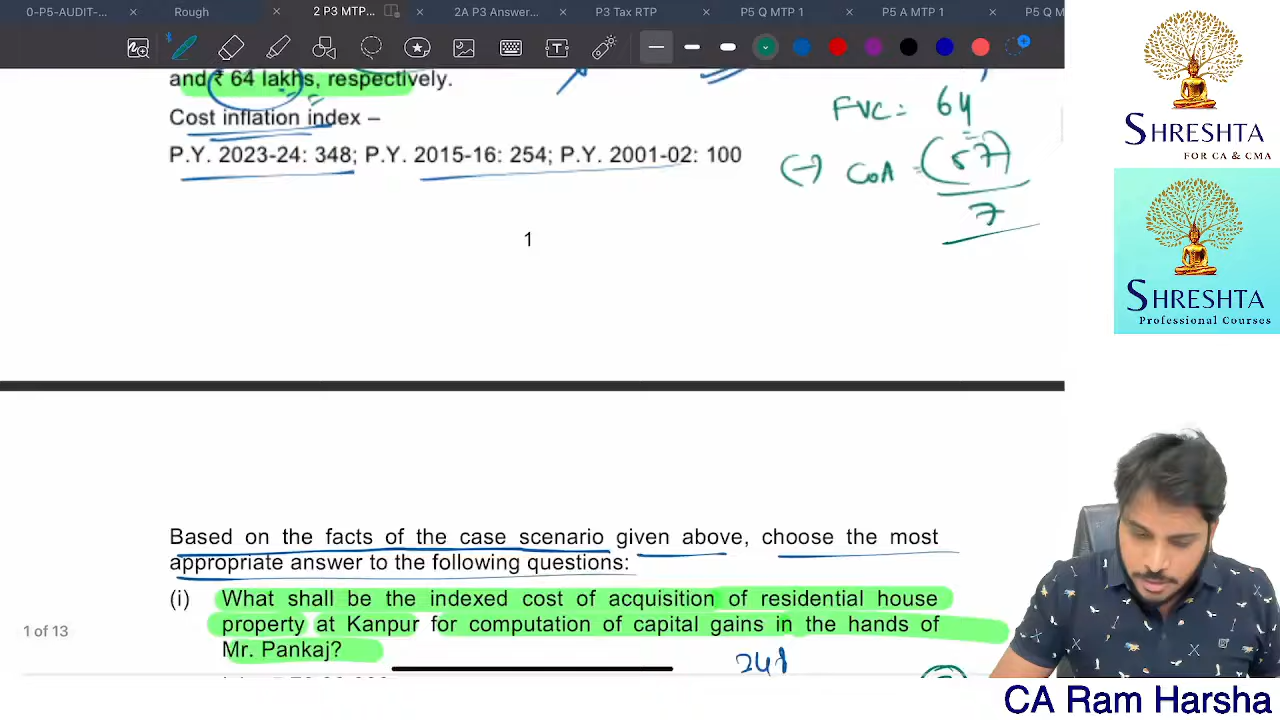 0-P5-AUDIT-...
Rough
2 P3 MTP...
2A P3 Answer...
P3 Tax RTP
P5 Q MTP 1
P5 A MTP 1
P5 Q M
and ₹ 64 lakhs, respectively.
Cost inflation index –
P.Y. 2023-24: 348; P.Y. 2015-16: 254; P.Y. 2001-02: 100
FVC = 64
(-) COA = (57)
7
1
Based on the facts of the case scenario given above, choose the most
appropriate answer to the following questions:
(i) What shall be the indexed cost of acquisition of residential house
property at Kanpur for computation of capital gains in the hands of
Mr. Pankaj?
1 of 13
SHRESHTA
FOR CA & CMA
SHRESHTA
Professional Courses
CA Ram Harsha